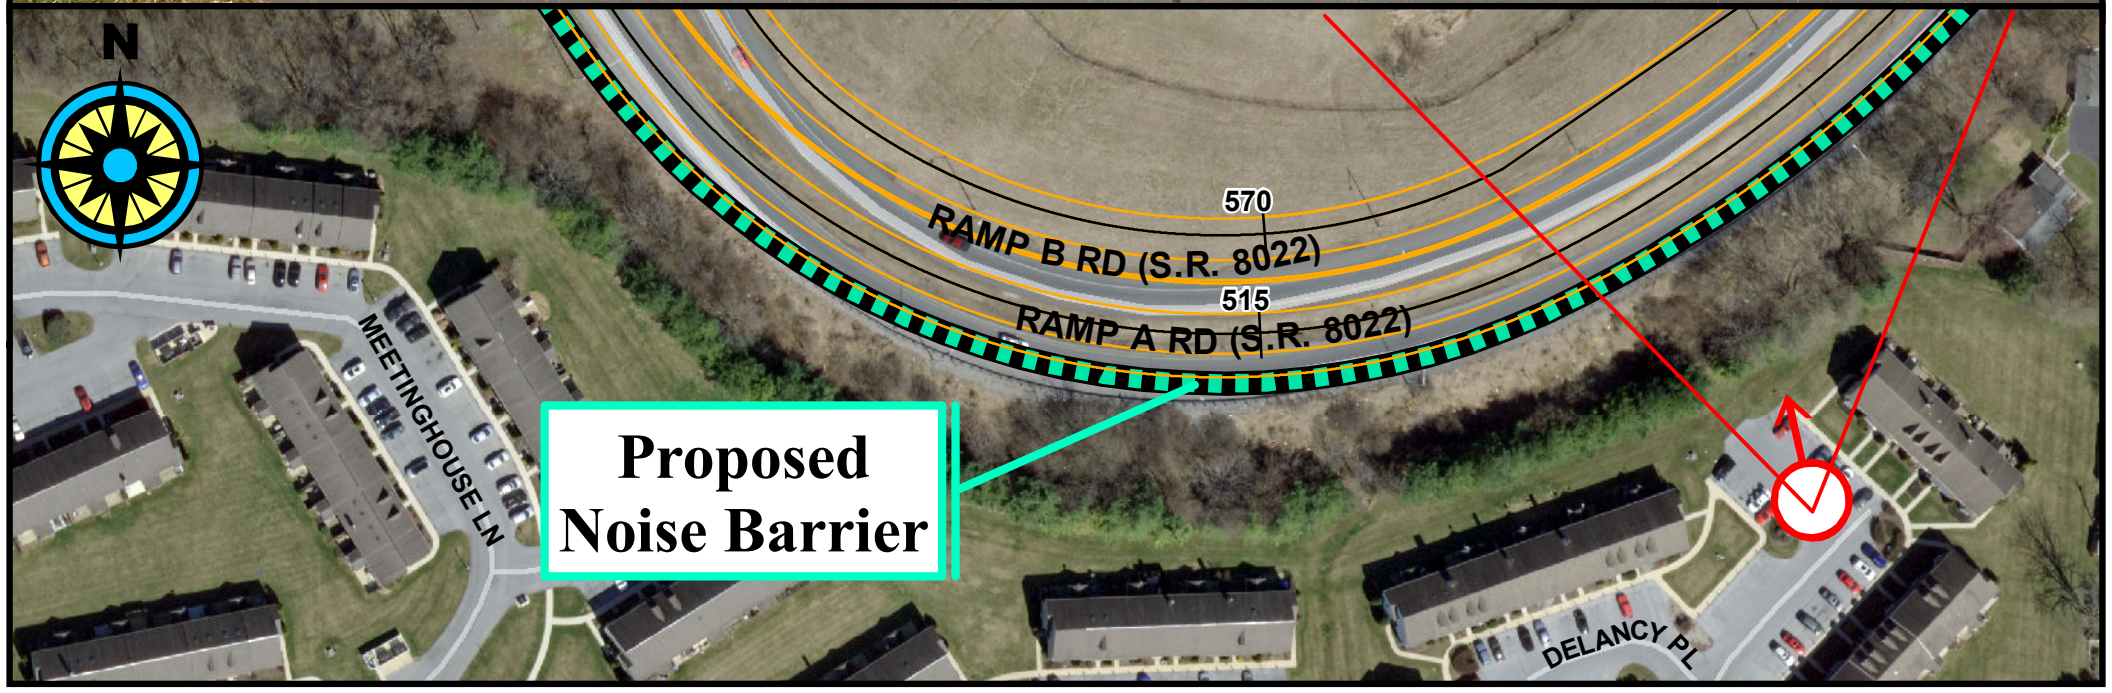 N
570
RAMP B RD (S.R. 8022)
515
RAMP A RD (S.R. 8022)
MEETINGHOUSE LN
Proposed
Noise Barrier
DELANCY PL